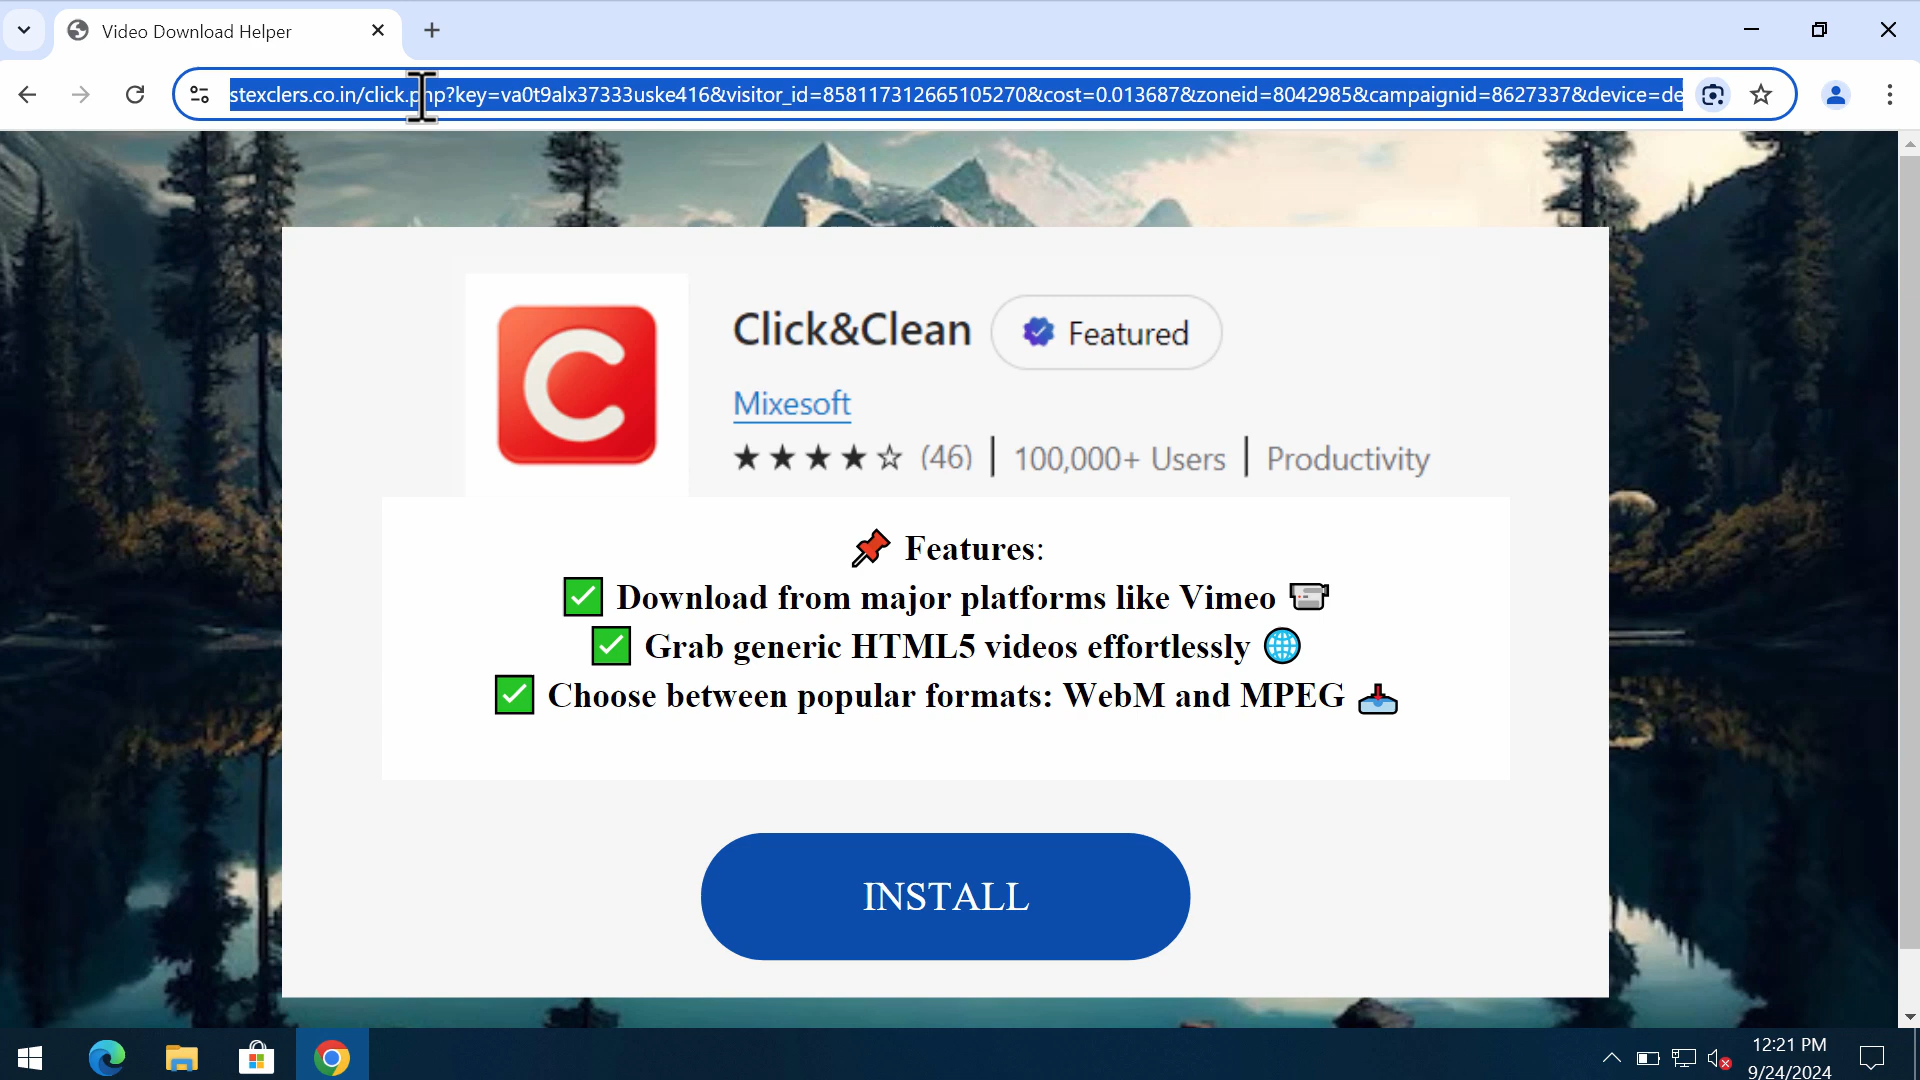 Video Download Helper
stexclers.co.in/click.php?key=va0t9alx37333uske416&visitor_id=858117312665105270&cost=0.013687&zoneid=8042985&campaignid=8627337&device=de
Click&Clean
Featured
Mixesoft
★★★★☆ (46) | 100,000+ Users | Productivity
📌 Features:
✅ Download from major platforms like Vimeo 📹
✅ Grab generic HTML5 videos effortlessly 🌐
✅ Choose between popular formats: WebM and MPEG 📥
INSTALL
12:21 PM
9/24/2024